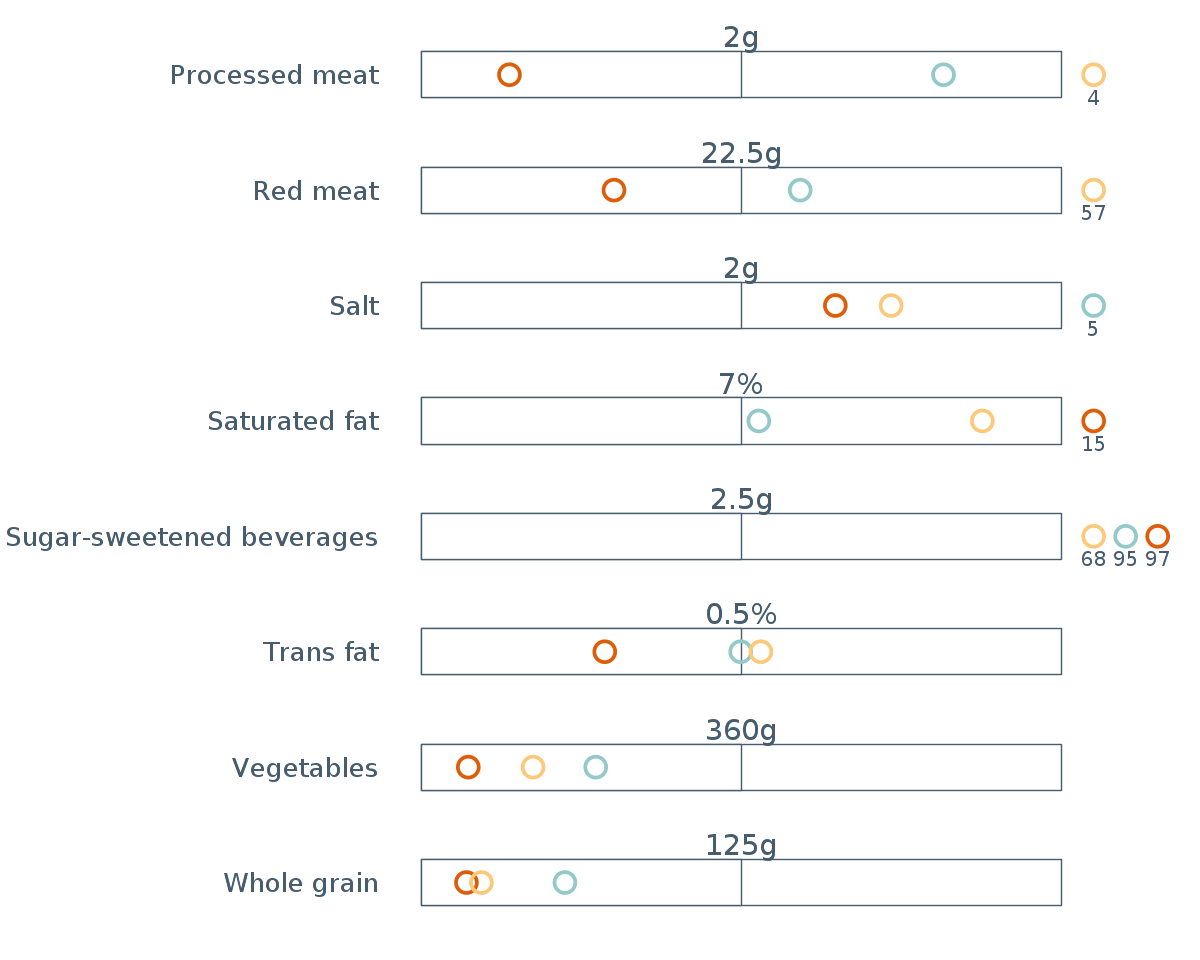 2g
Processed meat
4
22.5g
Red meat
57
2g
Salt
5
7%
Saturated fat
15
2.5g
Sugar-sweetened beverages
68 95 97
0.5%
Trans fat
360g
Vegetables
125g
Whole grain